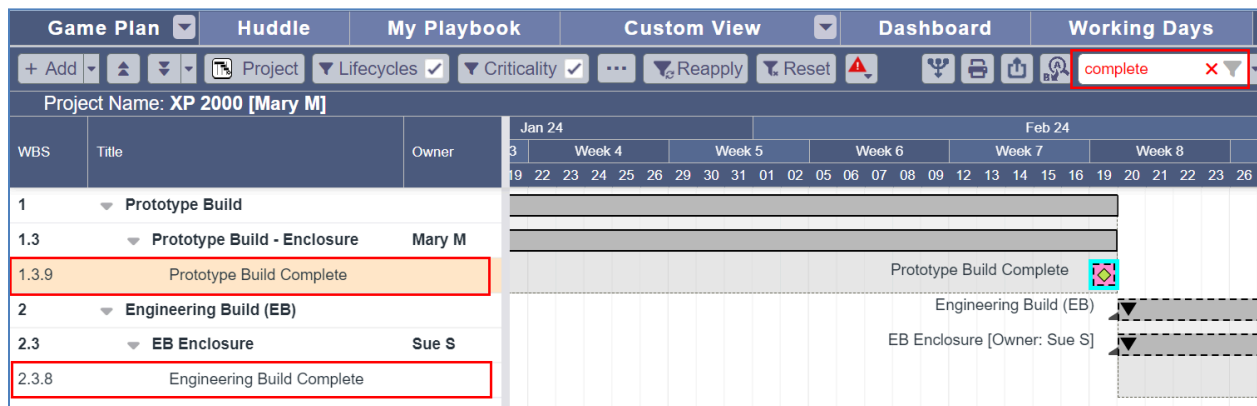 Game Plan Huddle My Playbook Custom View Dashboard Working Days
+ Add Project Lifecycles Criticality ... Reapply Reset complete
Project Name: XP 2000 [Mary M]
Jan 24 Feb 24
WBS Title Owner 3 Week 4 Week 5 Week 6 Week 7 Week 8
19 22 23 24 25 26 29 30 31 01 02 05 06 07 08 09 12 13 14 15 16 19 20 21 22 23 26
1 Prototype Build
1.3 Prototype Build - Enclosure Mary M
1.3.9 Prototype Build Complete Prototype Build Complete
2 Engineering Build (EB) Engineering Build (EB)
2.3 EB Enclosure Sue S EB Enclosure [Owner: Sue S]
2.3.8 Engineering Build Complete